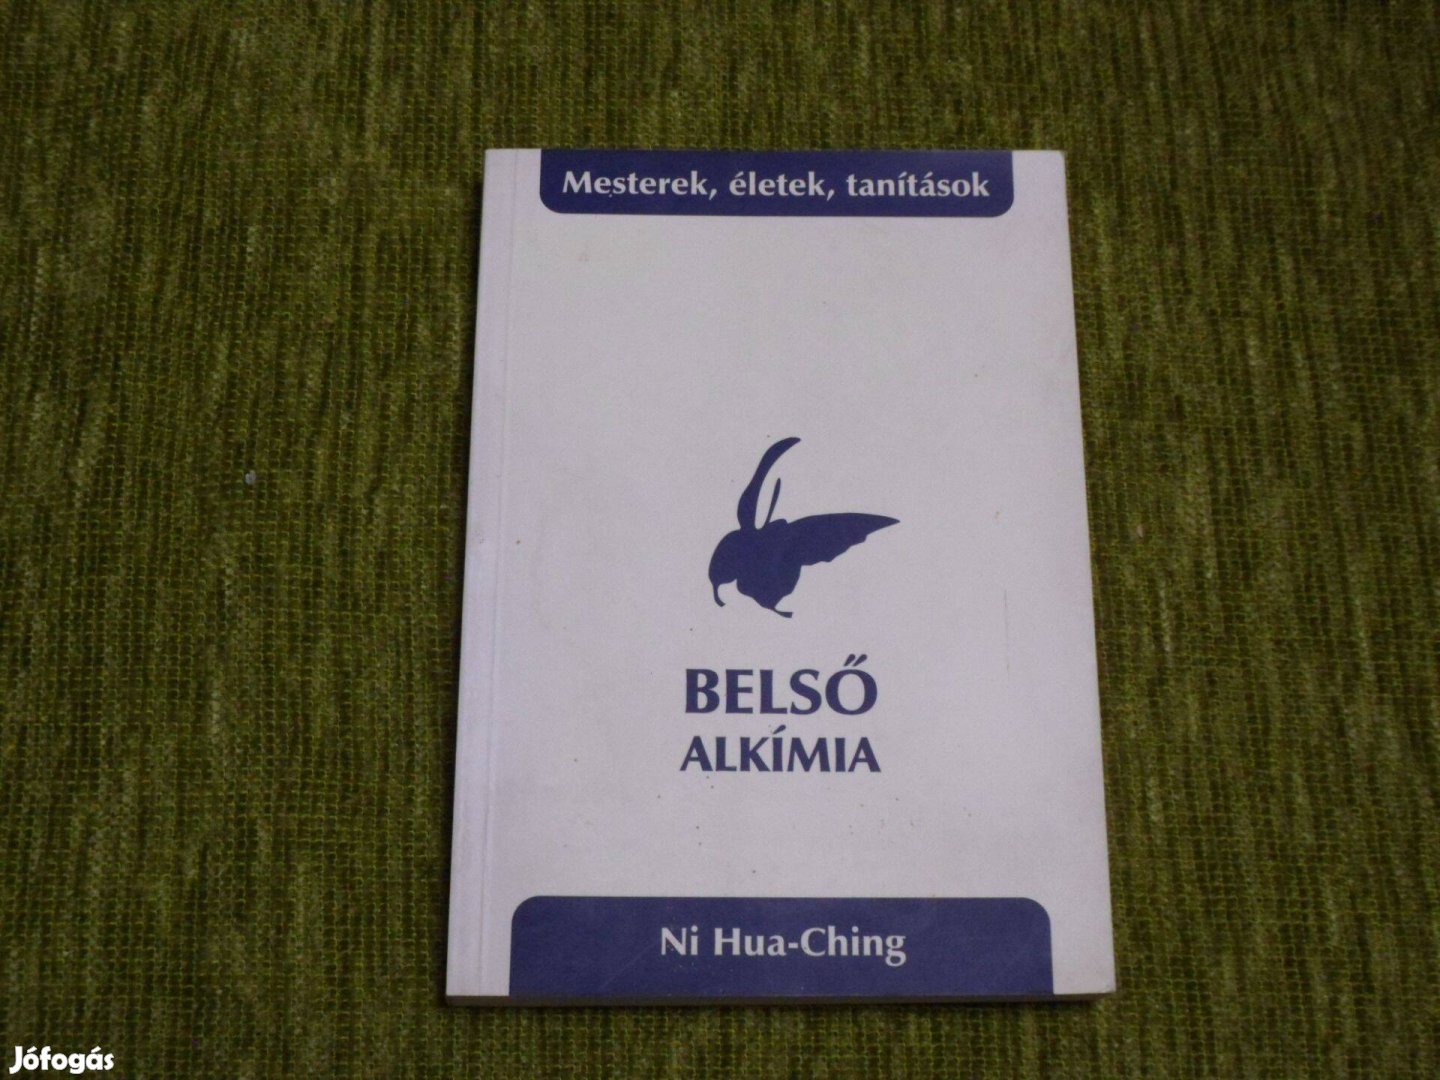 Mesterek, életek, tanítások
BELSŐ
ALKÍMIA
Ni Hua-Ching
Jófogás